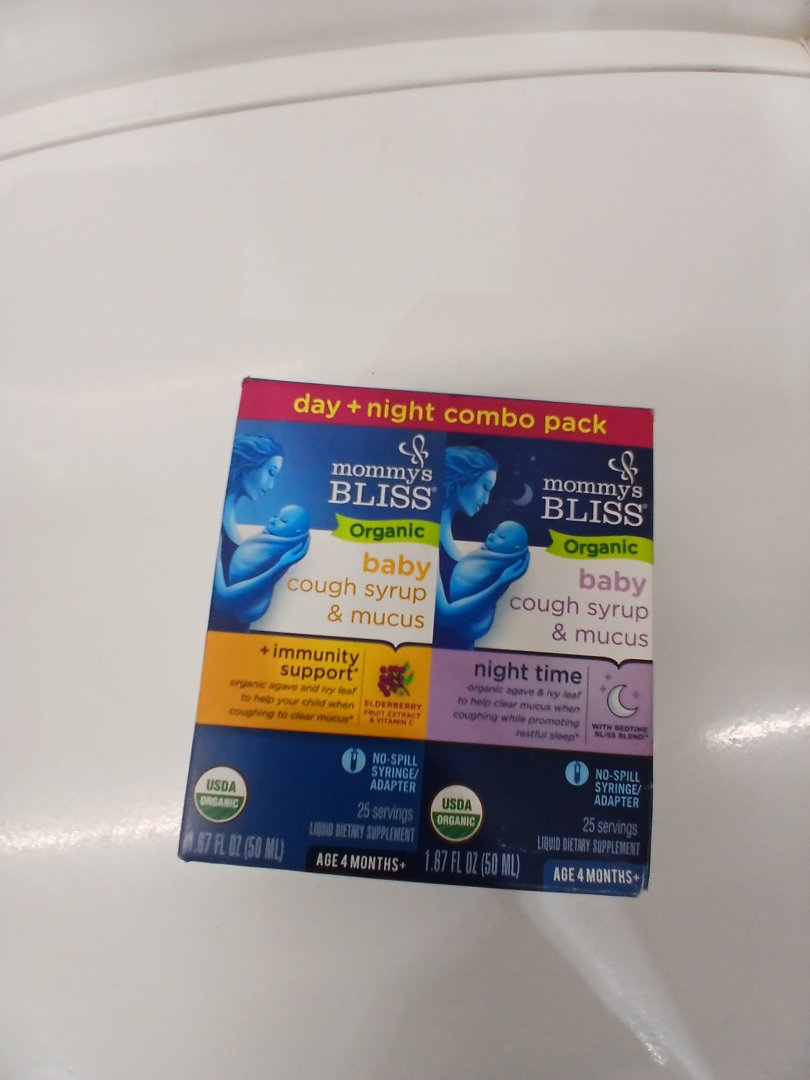 day + night combo pack
mommy's
BLISS®
Organic
baby
cough syrup
& mucus
+ immunity
support*
organic agave and ivy leaf
to help your child when
coughing to clear mucus*
ELDERBERRY
FRUIT EXTRACT
& VITAMIN C
NO-SPILL
SYRINGE/
ADAPTER
USDA
ORGANIC
25 servings
LIQUID DIETARY SUPPLEMENT
1.67 FL OZ (50 ML)
AGE 4 MONTHS+
mommy's
BLISS®
Organic
baby
cough syrup
& mucus
night time
organic agave & ivy leaf
to help clear mucus when
coughing while promoting
restful sleep*
WITH BEDTIME
BLISS BLEND™
NO-SPILL
SYRINGE/
ADAPTER
USDA
ORGANIC
25 servings
LIQUID DIETARY SUPPLEMENT
1.67 FL OZ (50 ML)
AGE 4 MONTHS+